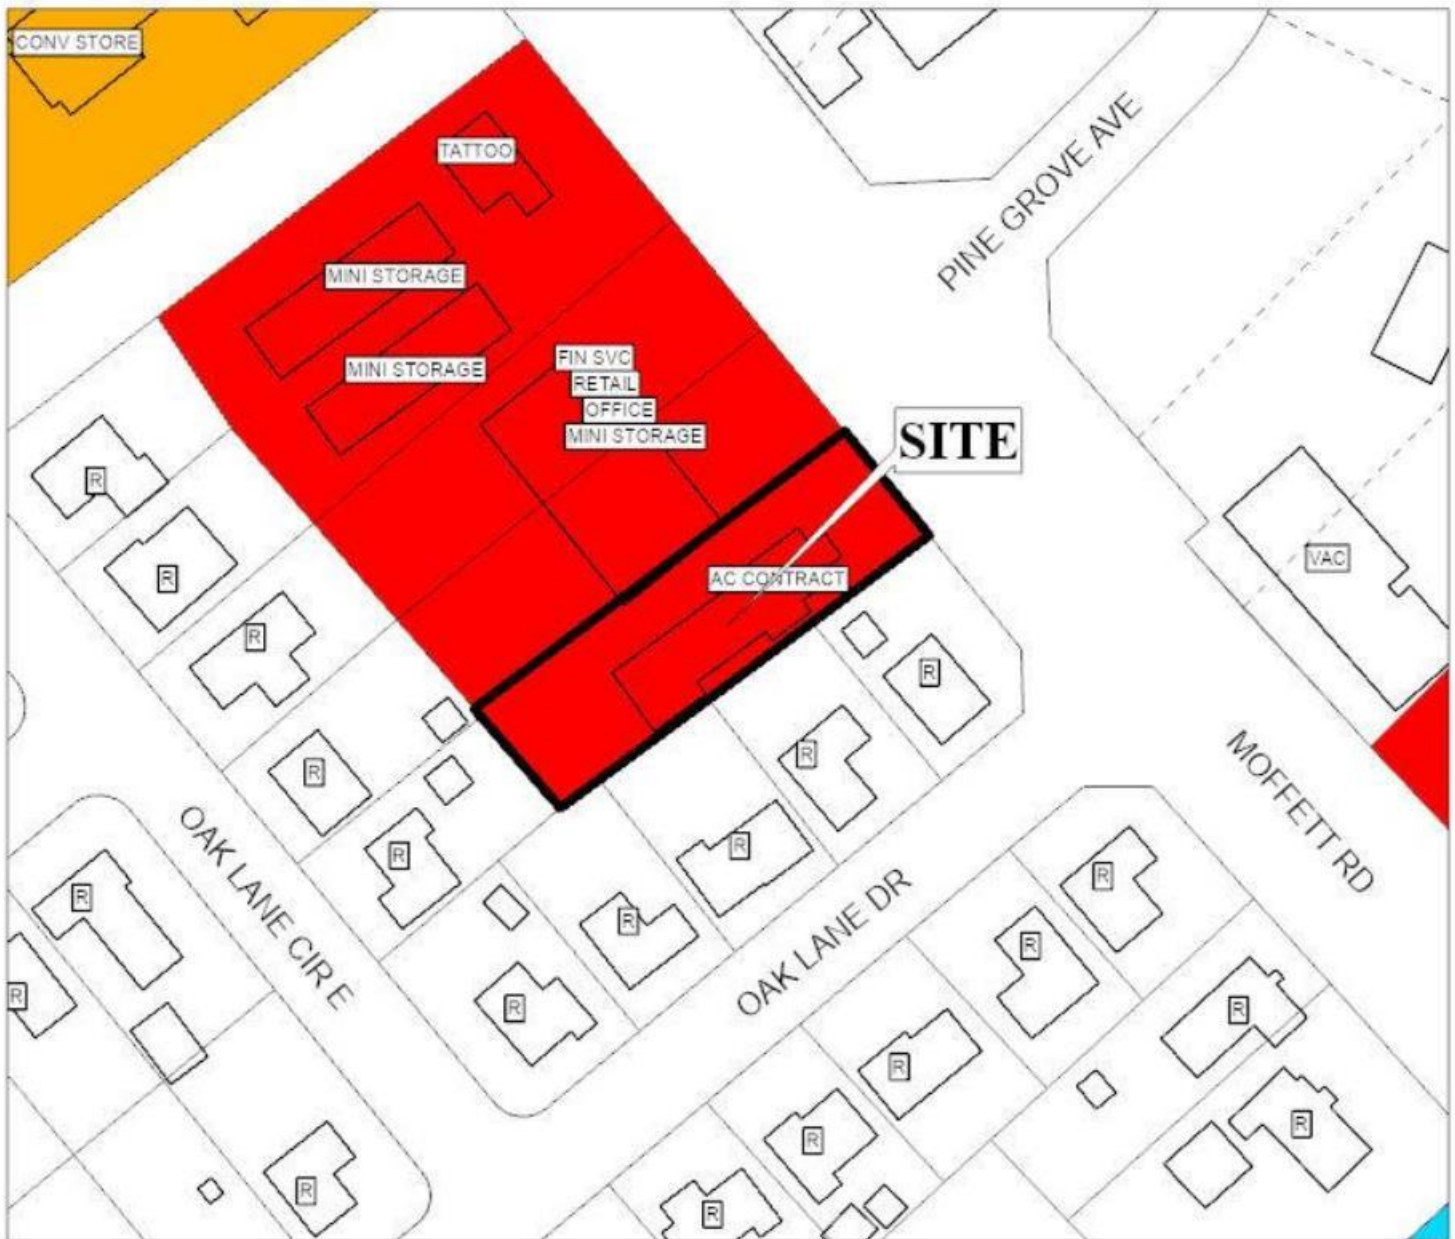 CONV STORE
TATTOO
PINE GROVE AVE
MINI STORAGE
MINI STORAGE
FIN SVC
RETAIL
OFFICE
MINI STORAGE
SITE
R
VAC
R
AC CONTRACT
R
R
R
R
MOFFETT RD
R
R
OAK LANE CIR E
R
R
R
OAK LANE DR
R
R
R
R
R
R
R
R
R
R